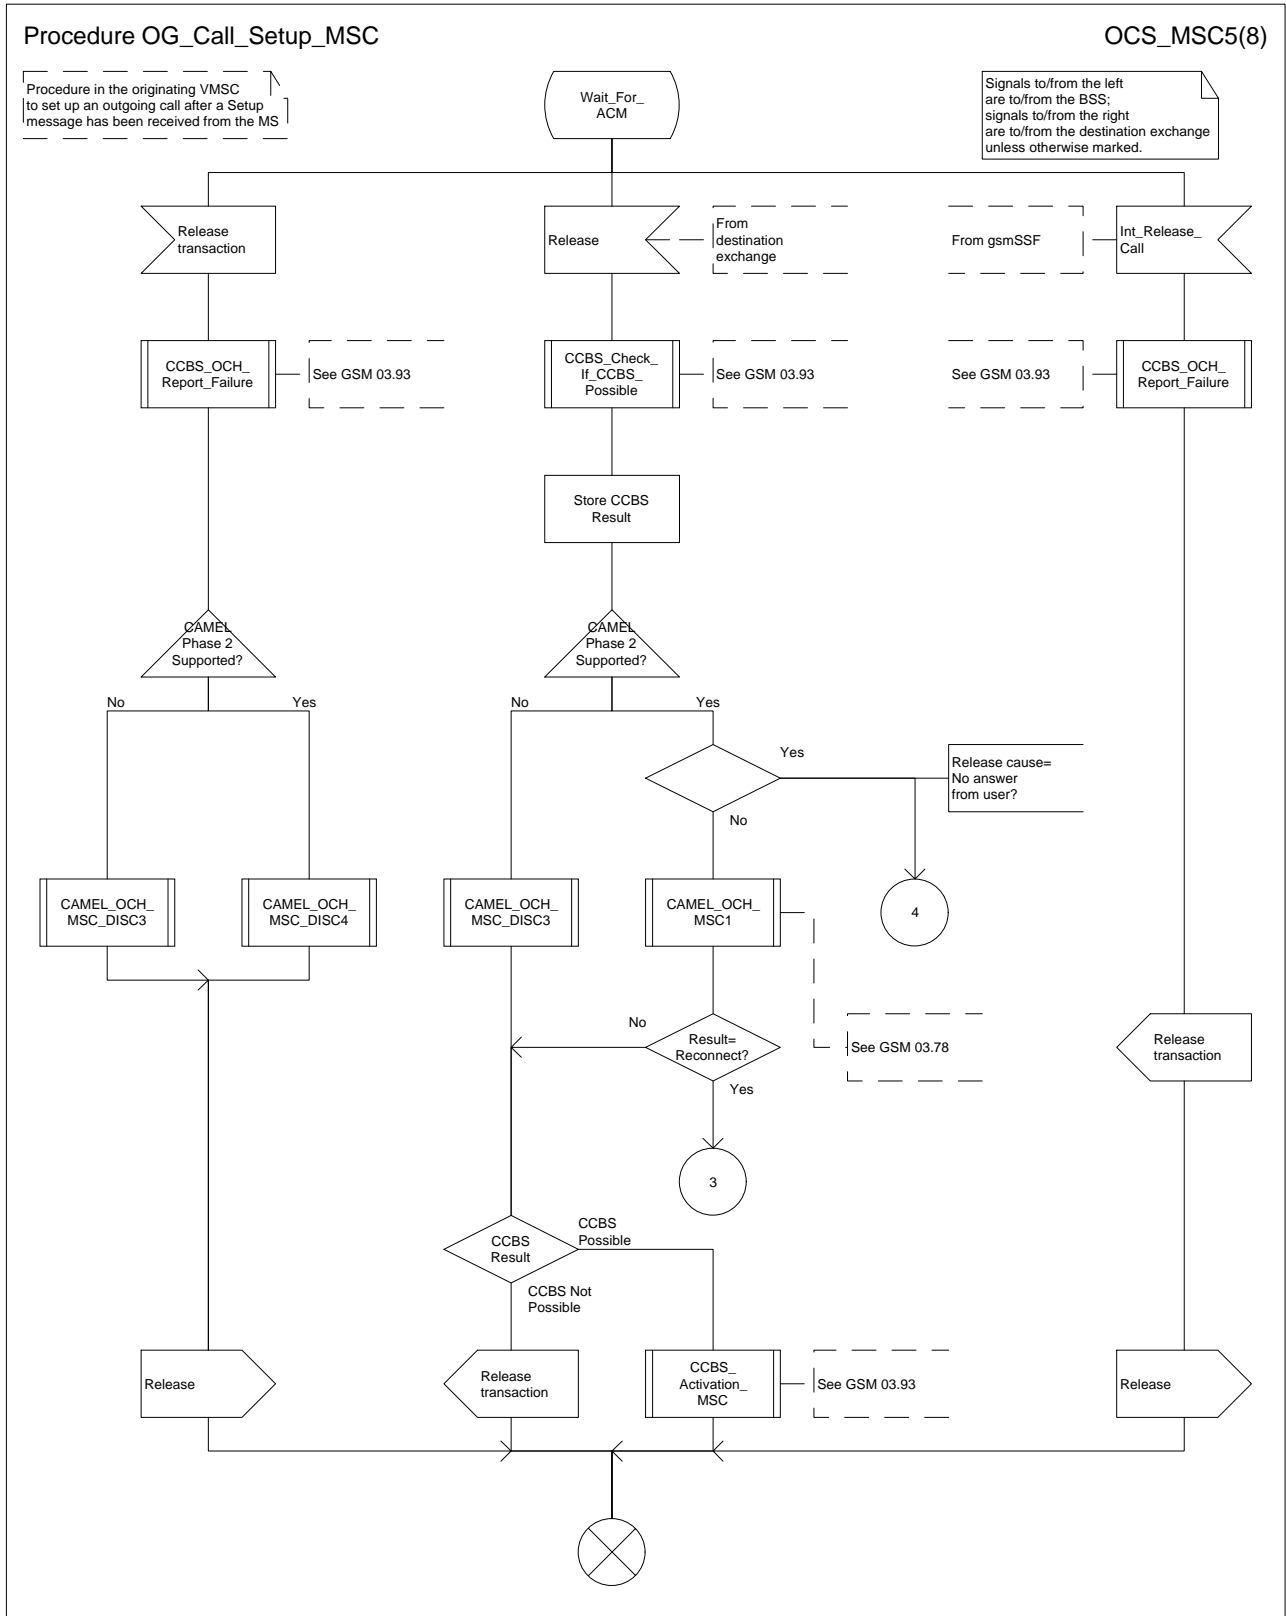 Procedure OG_Call_Setup_MSC
OCS_MSC5(8)
Procedure in the originating VMSC
to set up an outgoing call after a Setup
message has been received from the MS
Wait_For_
ACM
Signals to/from the left
are to/from the BSS;
signals to/from the right
are to/from the destination exchange
unless otherwise marked.
Release
transaction
Release
From
destination
exchange
From gsmSSF
Int_Release_
Call
CCBS_OCH_
Report_Failure
See GSM 03.93
CCBS_Check_
If_CCBS_
Possible
See GSM 03.93
See GSM 03.93
CCBS_OCH_
Report_Failure
Store CCBS
Result
CAMEL
Phase 2
Supported?
CAMEL
Phase 2
Supported?
No
Yes
No
Yes
Yes
Release cause=
No answer
from user?
No
CAMEL_OCH_
MSC_DISC3
CAMEL_OCH_
MSC_DISC4
CAMEL_OCH_
MSC_DISC3
CAMEL_OCH_
MSC1
4
No
Result=
Reconnect?
See GSM 03.78
Release
transaction
Yes
3
CCBS
Result
CCBS
Possible
CCBS Not
Possible
Release
Release
transaction
CCBS_
Activation_
MSC
See GSM 03.93
Release